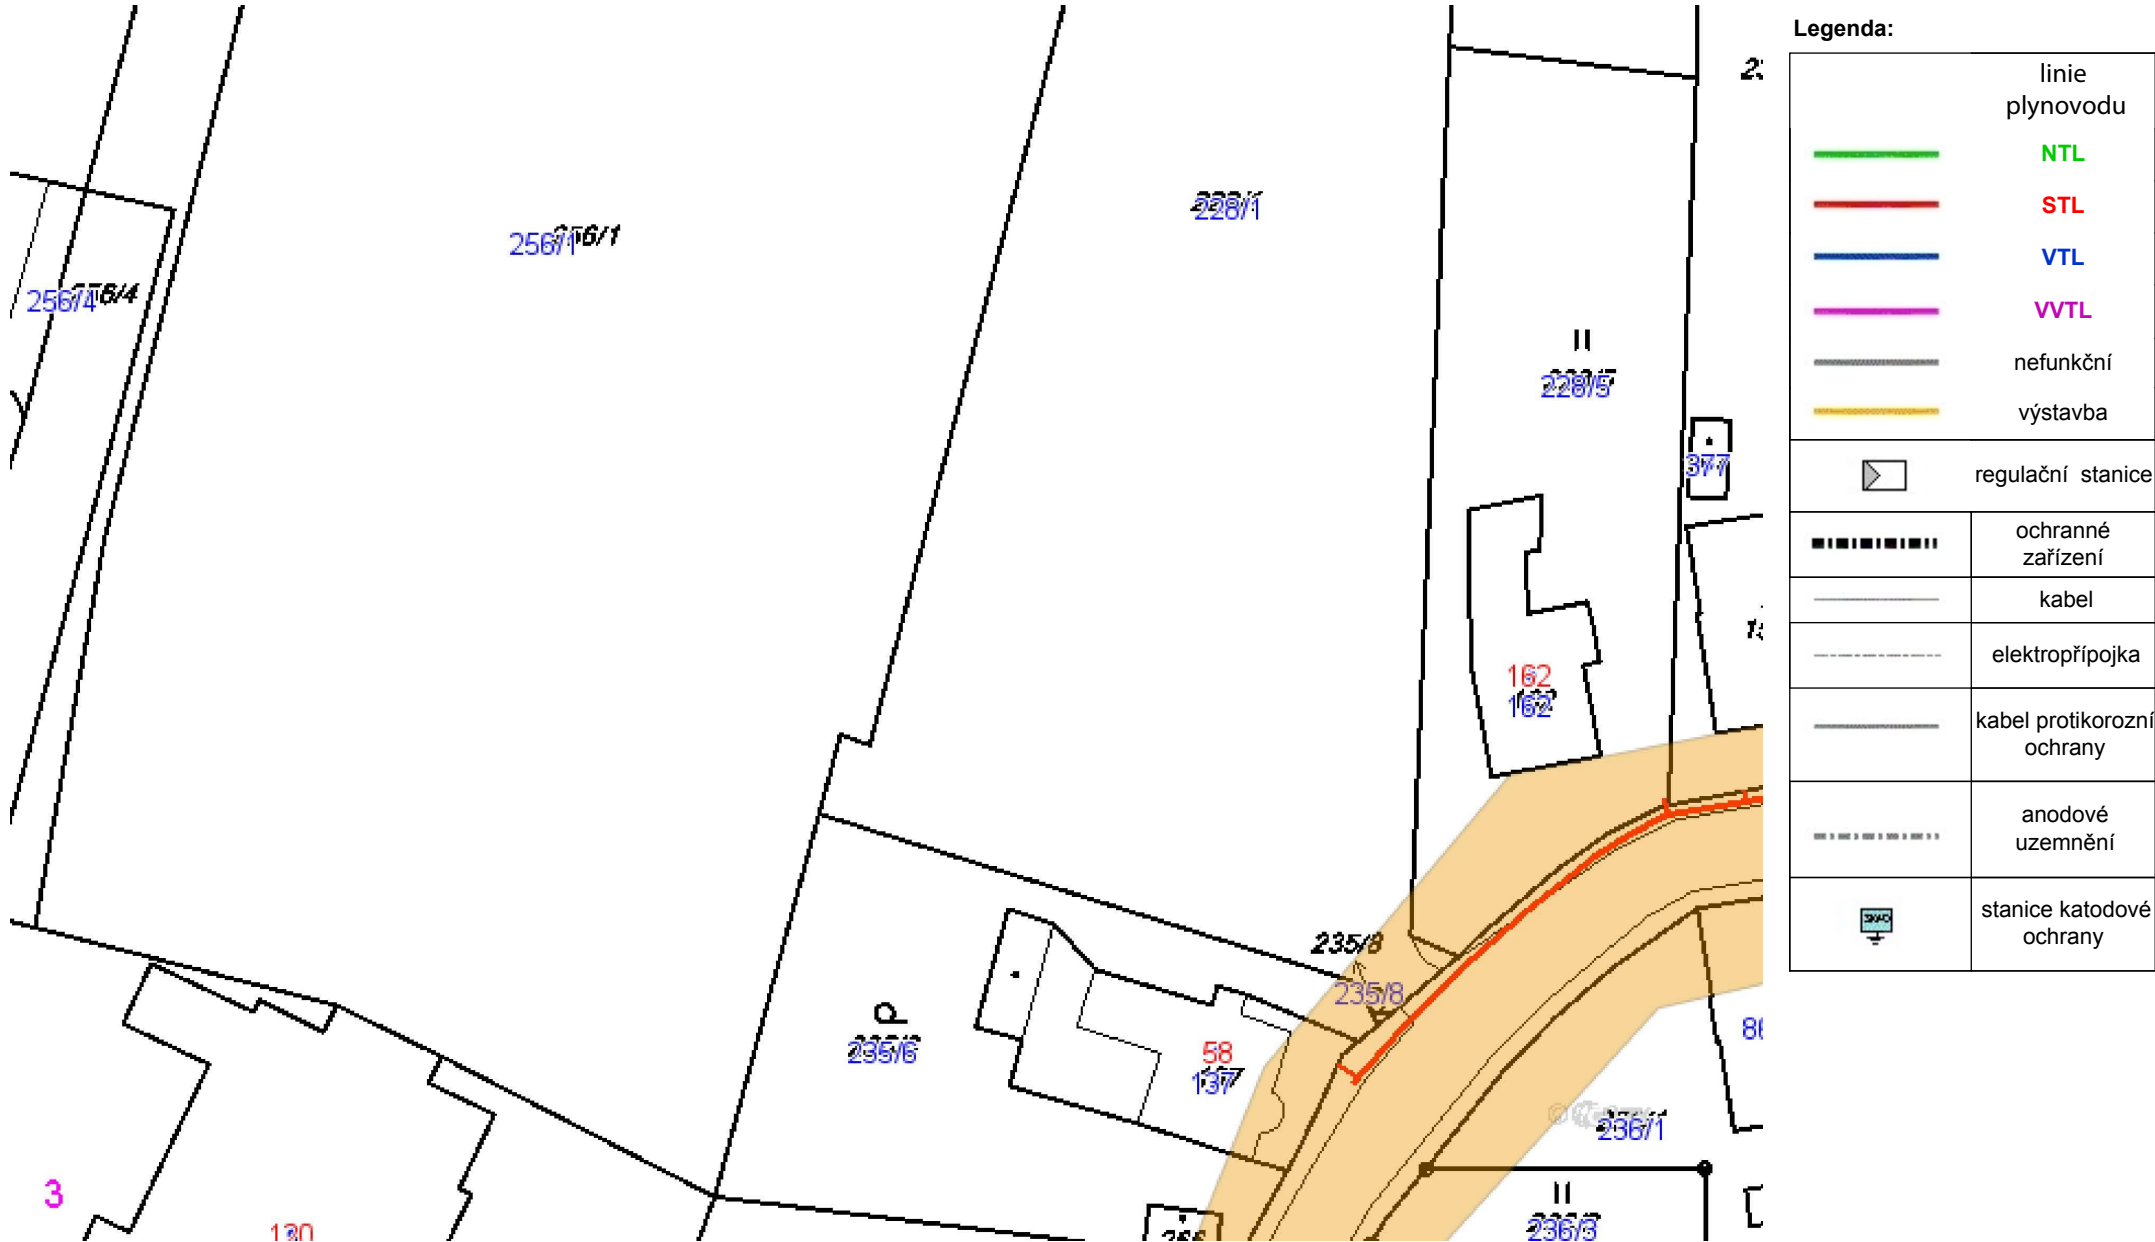 Legenda:
linie
plynovodu
NTL
STL
VTL
VVTL
nefunkční
výstavba
regulační stanice
ochranné
zařízení
kabel
elektropřípojka
kabel protikorozní
ochrany
anodové
uzemnění
stanice katodové
ochrany
228/1
256/1
256/4
II
228/5
377
162
162
235/8
235/8
P
235/6
58
137
236/1
3
II
236/3
130